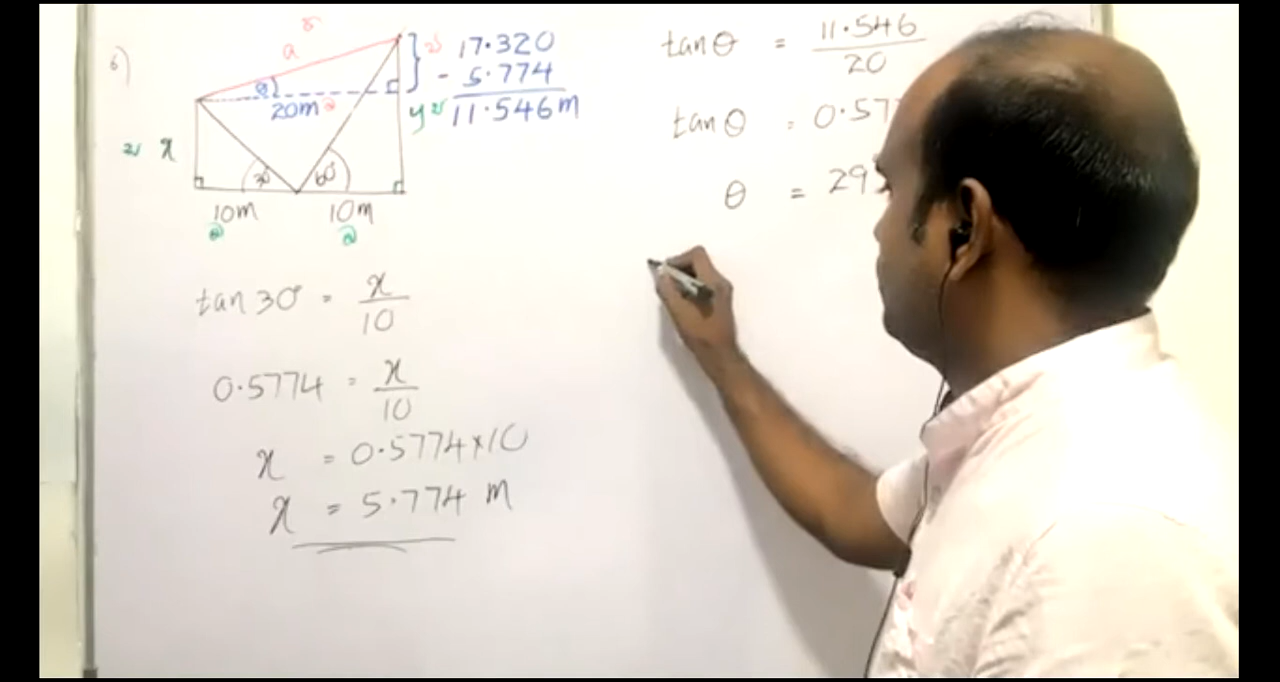 6)
a
17.320
- 5.774
y = 11.546 m
θ
20m
x
30°
60°
10m
10m
tan 30° = x/10
0.5774 = x/10
x = 0.5774 × 10
x = 5.774 m
tan θ = 11.546/20
tan θ = 0.57
θ = 29